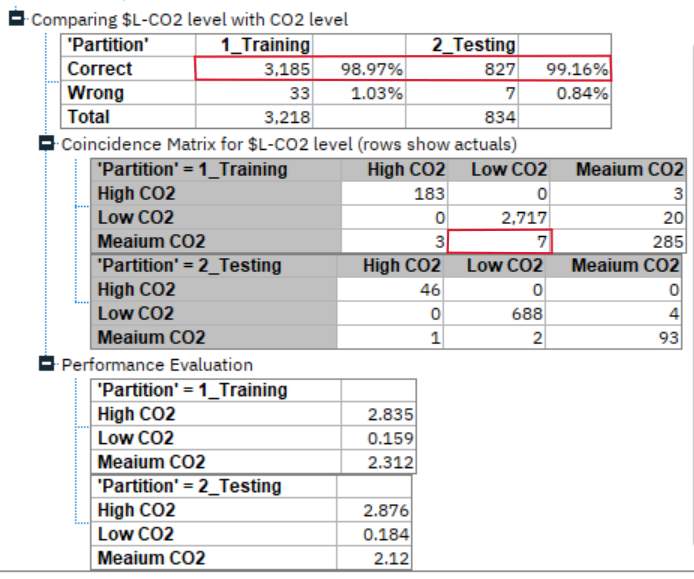 Comparing $L-CO2 level with CO2 level
'Partition' 1_Training 2_Testing
Correct 3,185 98.97% 827 99.16%
Wrong 33 1.03% 7 0.84%
Total 3,218 834
Coincidence Matrix for $L-CO2 level (rows show actuals)
'Partition' = 1_Training High CO2 Low CO2 Meaium CO2
High CO2 183 0 3
Low CO2 0 2,717 20
Meaium CO2 3 7 285
'Partition' = 2_Testing High CO2 Low CO2 Meaium CO2
High CO2 46 0 0
Low CO2 0 688 4
Meaium CO2 1 2 93
Performance Evaluation
'Partition' = 1_Training
High CO2 2.835
Low CO2 0.159
Meaium CO2 2.312
'Partition' = 2_Testing
High CO2 2.876
Low CO2 0.184
Meaium CO2 2.12